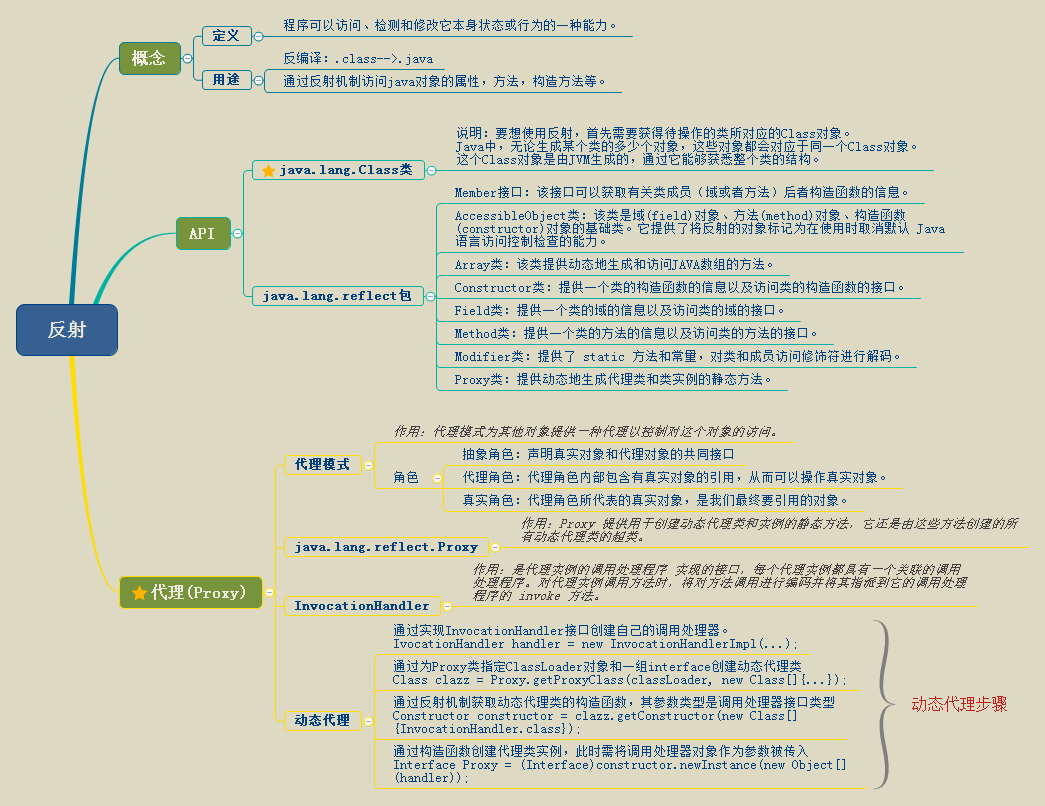 反射
概念
定义
程序可以访问、检测和修改它本身状态或行为的一种能力。
用途
反编译：.class-->.java
通过反射机制访问java对象的属性，方法，构造方法等。
API
java.lang.Class类
说明：要想使用反射，首先需要获得待操作的类所对应的Class对象。
Java中，无论生成某个类的多少个对象，这些对象都会对应于同一个Class对象。
这个Class对象是由JVM生成的，通过它能够获悉整个类的结构。
java.lang.reflect包
Member接口：该接口可以获取有关类成员（域或者方法）后者构造函数的信息。
AccessibleObject类：该类是域(field)对象、方法(method)对象、构造函数
(constructor)对象的基础类。它提供了将反射的对象标记为在使用时取消默认 Java
语言访问控制检查的能力。
Array类：该类提供动态地生成和访问JAVA数组的方法。
Constructor类：提供一个类的构造函数的信息以及访问类的构造函数的接口。
Field类：提供一个类的域的信息以及访问类的域的接口。
Method类：提供一个类的方法的信息以及访问类的方法的接口。
Modifier类：提供了 static 方法和常量，对类和成员访问修饰符进行解码。
Proxy类：提供动态地生成代理类和类实例的静态方法。
代理(Proxy)
代理模式
作用：代理模式为其他对象提供一种代理以控制对这个对象的访问。
角色
抽象角色：声明真实对象和代理对象的共同接口
代理角色：代理角色内部包含有真实对象的引用，从而可以操作真实对象。
真实角色：代理角色所代表的真实对象，是我们最终要引用的对象。
java.lang.reflect.Proxy
作用：Proxy 提供用于创建动态代理类和实例的静态方法，它还是由这些方法创建的所
有动态代理类的超类。
InvocationHandler
作用：是代理实例的调用处理程序 实现的接口，每个代理实例都具有一个关联的调用
处理程序。对代理实例调用方法时，将对方法调用进行编码并将其指派到它的调用处理
程序的 invoke 方法。
动态代理
通过实现InvocationHandler接口创建自己的调用处理器。
IvocationHandler handler = new InvocationHandlerImpl(...);
通过为Proxy类指定ClassLoader对象和一组interface创建动态代理类
Class clazz = Proxy.getProxyClass(classLoader, new Class[]{...});
通过反射机制获取动态代理类的构造函数，其参数类型是调用处理器接口类型
Constructor constructor = clazz.getConstructor(new Class[]
{InvocationHandler.class});
通过构造函数创建代理类实例，此时需将调用处理器对象作为参数被传入
Interface Proxy = (Interface)constructor.newInstance(new Object[]
(handler));
动态代理步骤